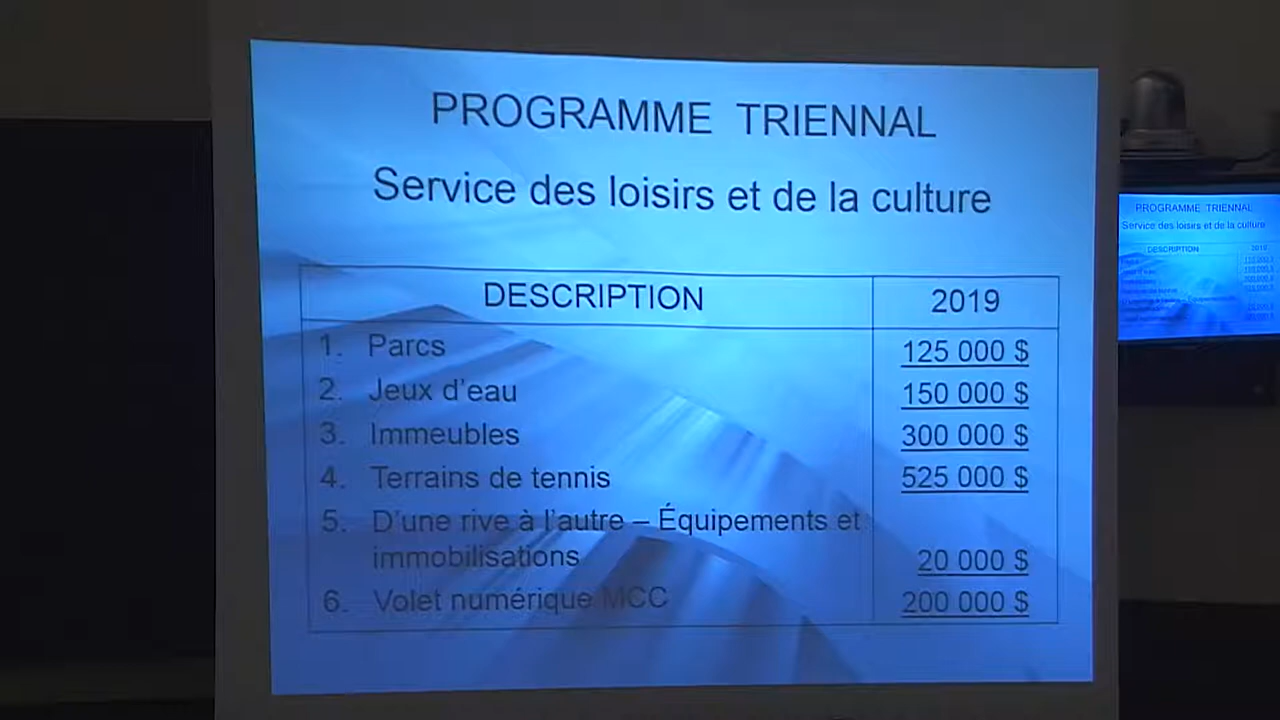 PROGRAMME TRIENNAL
Service des loisirs et de la culture
DESCRIPTION 2019
1. Parcs 125 000 $
2. Jeux d'eau 150 000 $
3. Immeubles 300 000 $
4. Terrains de tennis 525 000 $
5. D'une rive à l'autre – Équipements et
immobilisations 20 000 $
6. Volet numérique MCC 200 000 $
PROGRAMME TRIENNAL
Service des loisirs et de la culture
DESCRIPTION 2019